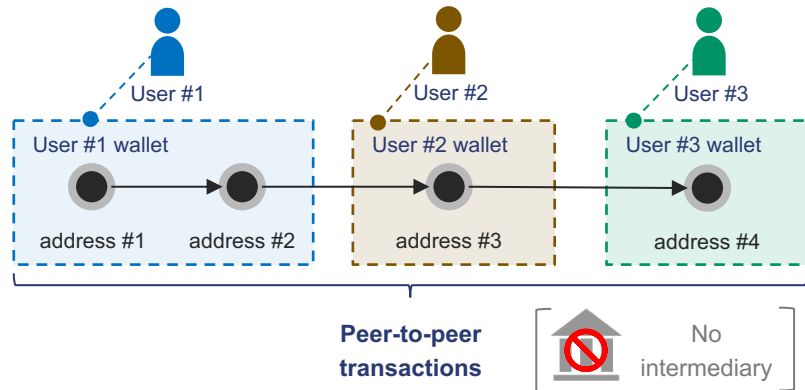 User #1
User #2
User #3
User #1 wallet
User #2 wallet
User #3 wallet
address #1
address #2
address #3
address #4
Peer-to-peer
transactions
No
intermediary